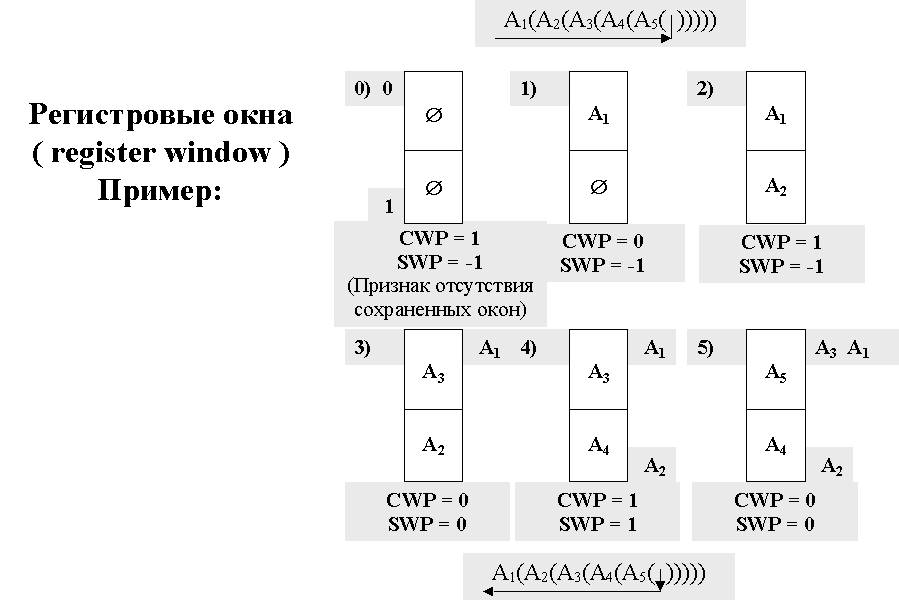 A₁(A₂(A₃(A₄(A₅( )))))
Регистровые окна
( register window )
Пример:
0) 0
∅
1
∅
CWP = 1
SWP = -1
(Признак отсутствия
сохраненных окон)
1)
A₁
∅
CWP = 0
SWP = -1
2)
A₁
A₂
CWP = 1
SWP = -1
3)
A₃
A₁
A₂
CWP = 0
SWP = 0
4)
A₃
A₁
A₄
A₂
CWP = 1
SWP = 1
5)
A₅
A₃ A₁
A₄
A₂
CWP = 0
SWP = 0
A₁(A₂(A₃(A₄(A₅( )))))